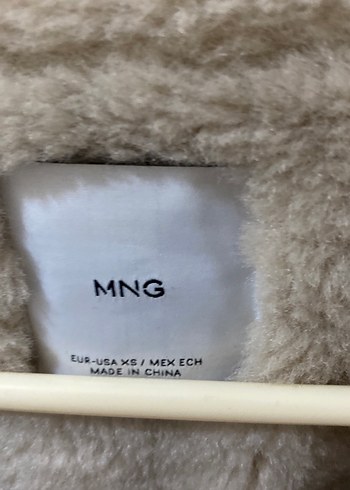 MNG
EUR-USA XS / MEX ECH
MADE IN CHINA